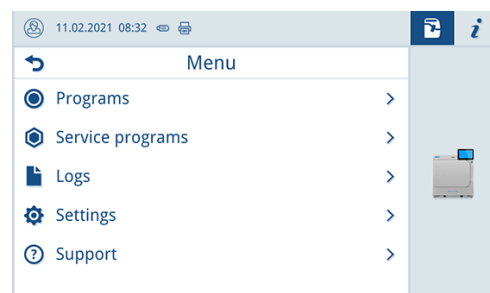 11.02.2021 08:32
i
Menu
Programs
Service programs
Logs
Settings
? Support